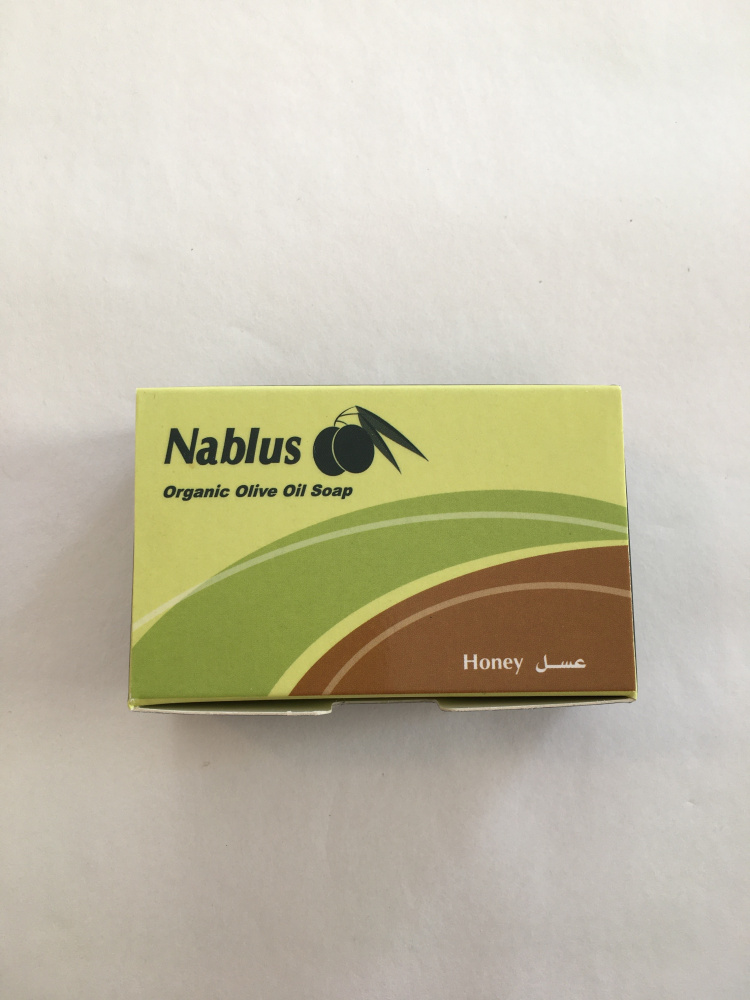 Nablus
Organic Olive Oil Soap
Honey عسل